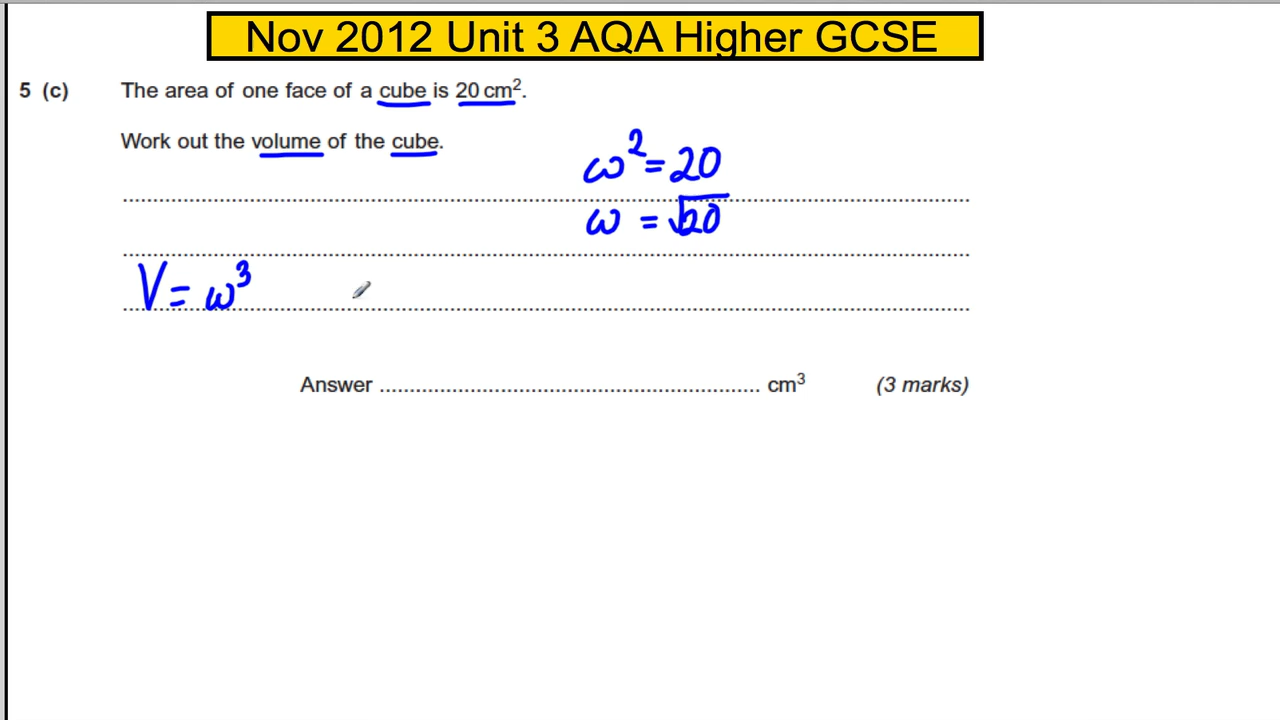 Nov 2012 Unit 3 AQA Higher GCSE
5 (c) The area of one face of a cube is 20 cm².
Work out the volume of the cube.
ω² = 20
ω = √20
V = ω³
Answer .............................................................. cm³ (3 marks)